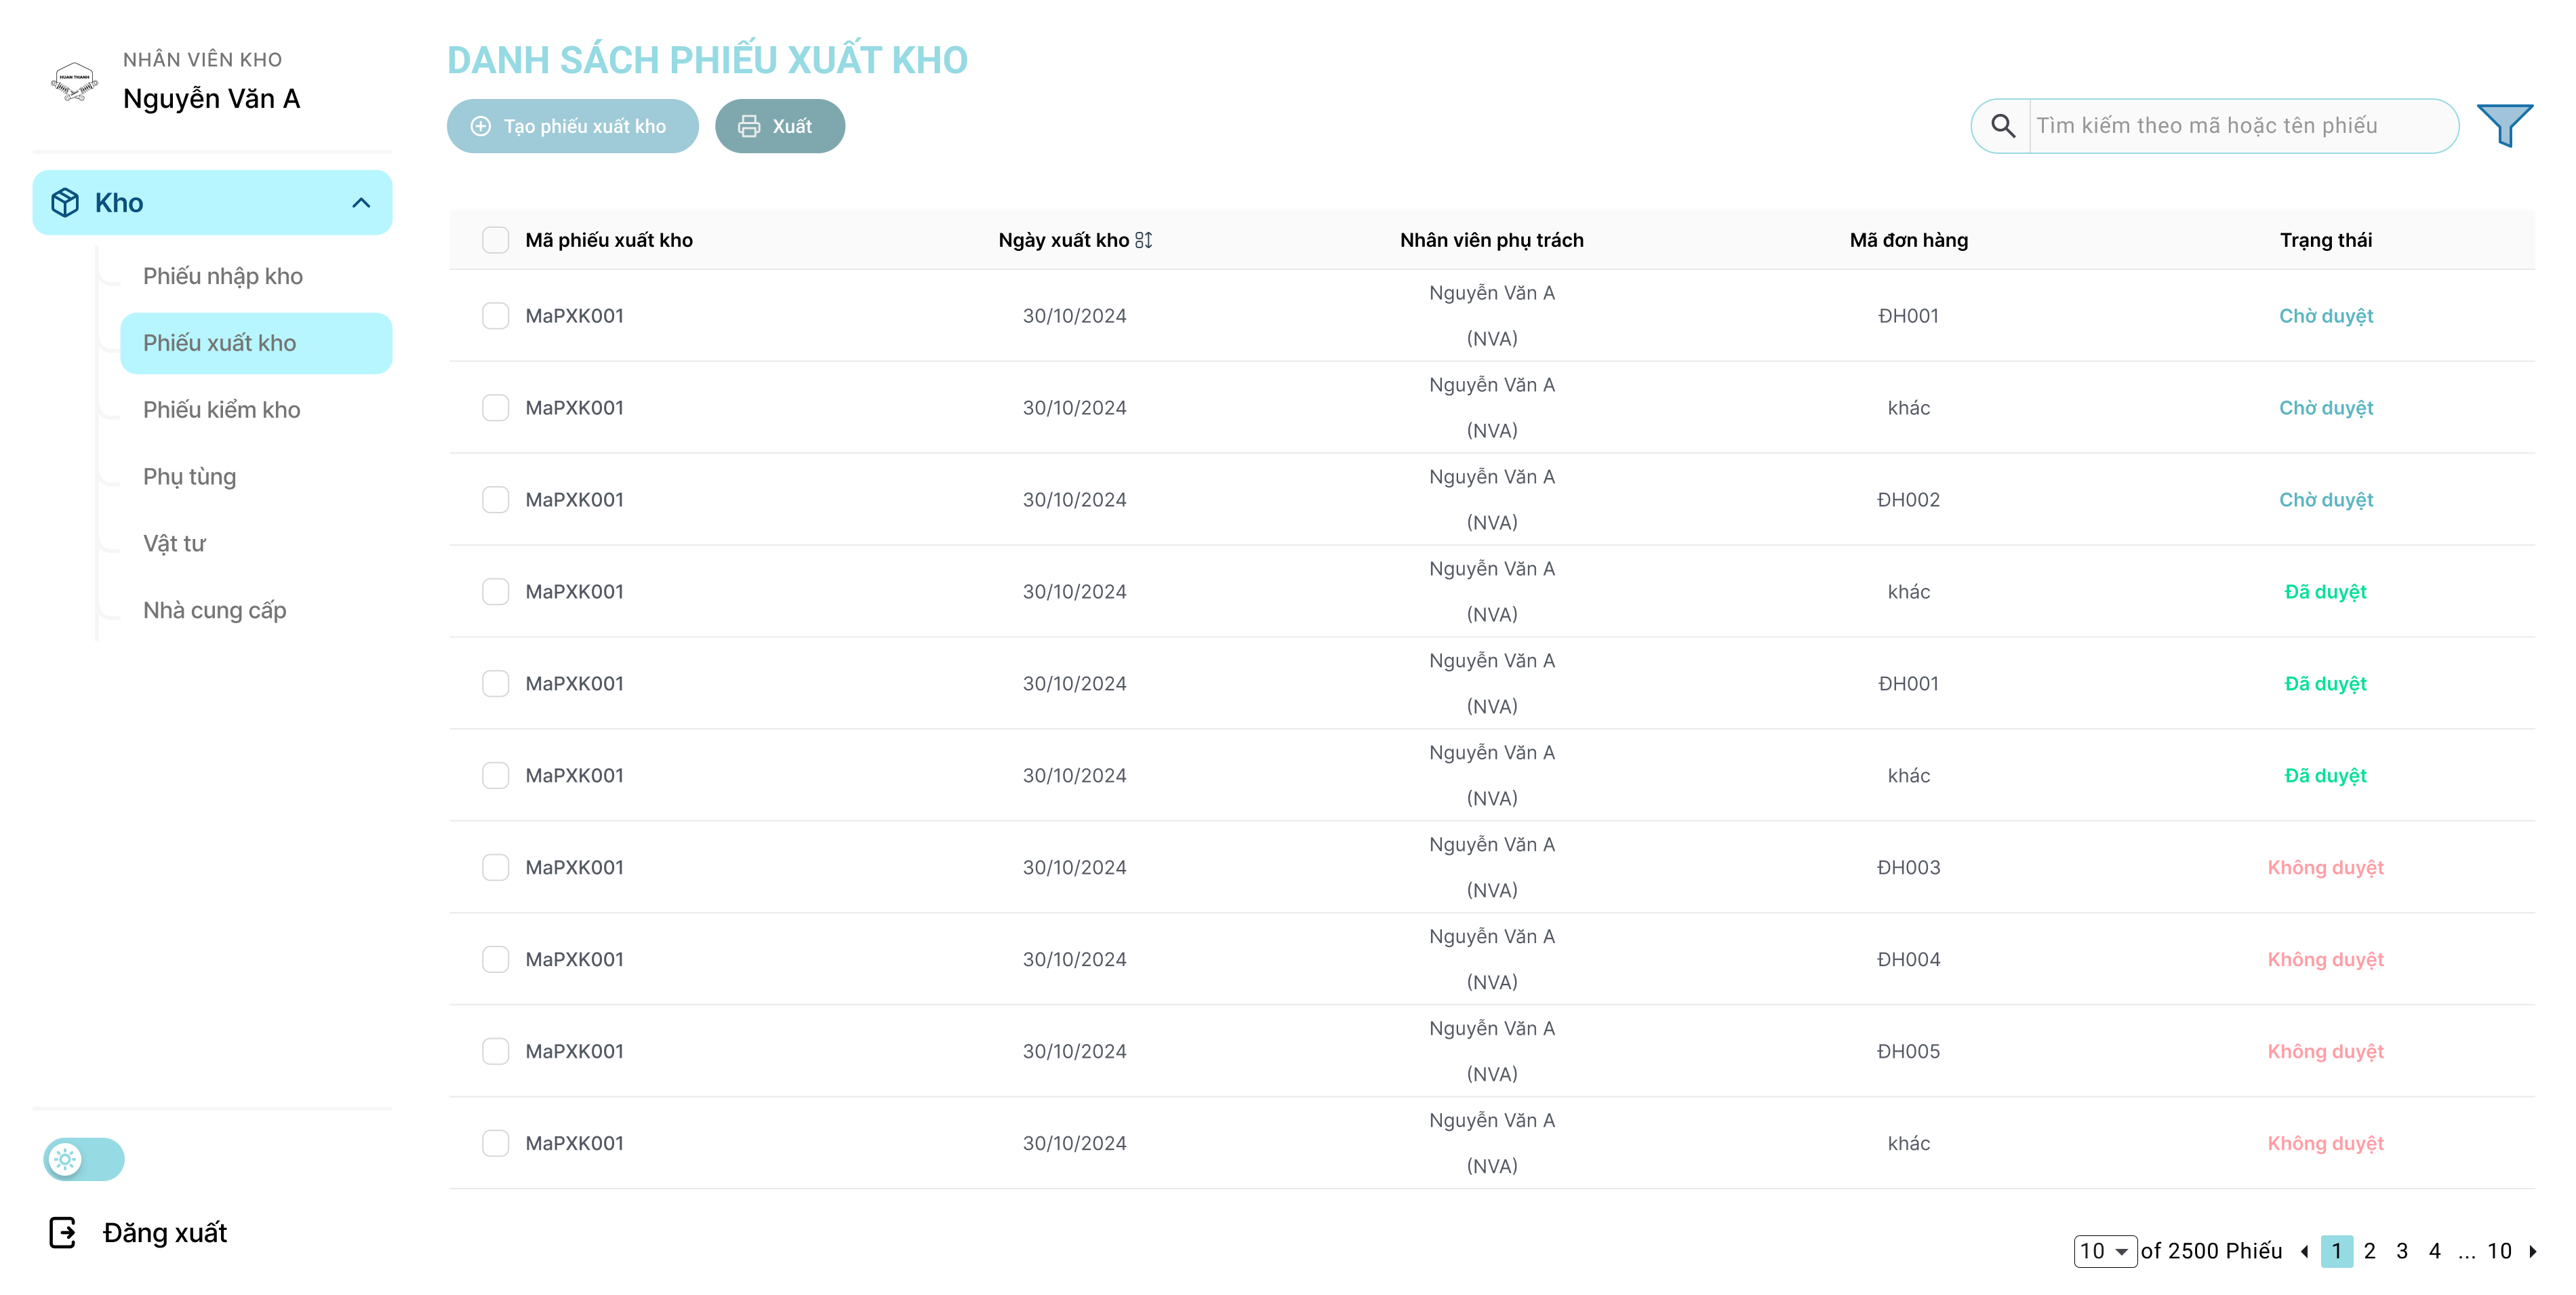 HUAN THANH
NHÂN VIÊN KHO
Nguyễn Văn A
Kho
Phiếu nhập kho
Phiếu xuất kho
Phiếu kiểm kho
Phụ tùng
Vật tư
Nhà cung cấp
Đăng xuất
DANH SÁCH PHIẾU XUẤT KHO
Tạo phiếu xuất kho
Xuất
Tìm kiếm theo mã hoặc tên phiếu
Mã phiếu xuất kho Ngày xuất kho Nhân viên phụ trách Mã đơn hàng Trạng thái
MaPXK001 30/10/2024 Nguyễn Văn A (NVA) ĐH001 Chờ duyệt
MaPXK001 30/10/2024 Nguyễn Văn A (NVA) khác Chờ duyệt
MaPXK001 30/10/2024 Nguyễn Văn A (NVA) ĐH002 Chờ duyệt
MaPXK001 30/10/2024 Nguyễn Văn A (NVA) khác Đã duyệt
MaPXK001 30/10/2024 Nguyễn Văn A (NVA) ĐH001 Đã duyệt
MaPXK001 30/10/2024 Nguyễn Văn A (NVA) khác Đã duyệt
MaPXK001 30/10/2024 Nguyễn Văn A (NVA) ĐH003 Không duyệt
MaPXK001 30/10/2024 Nguyễn Văn A (NVA) ĐH004 Không duyệt
MaPXK001 30/10/2024 Nguyễn Văn A (NVA) ĐH005 Không duyệt
MaPXK001 30/10/2024 Nguyễn Văn A (NVA) khác Không duyệt
10 of 2500 Phiếu 1 2 3 4 ... 10